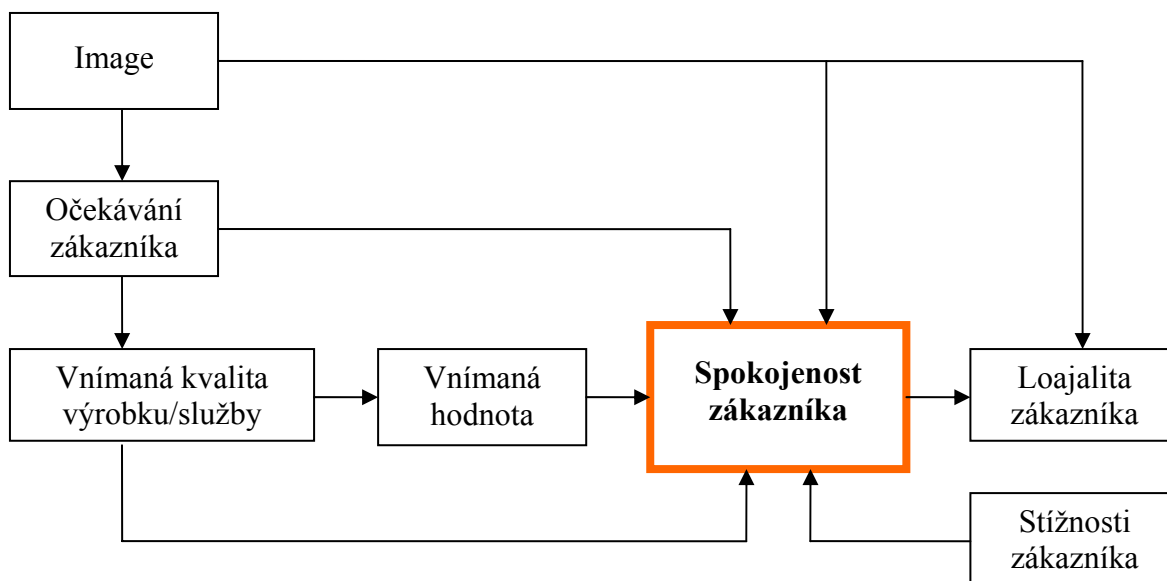 Image
Očekávání
zákazníka
Vnímaná kvalita
výrobku/služby
Vnímaná
hodnota
Spokojenost
zákazníka
Loajalita
zákazníka
Stížnosti
zákazníka